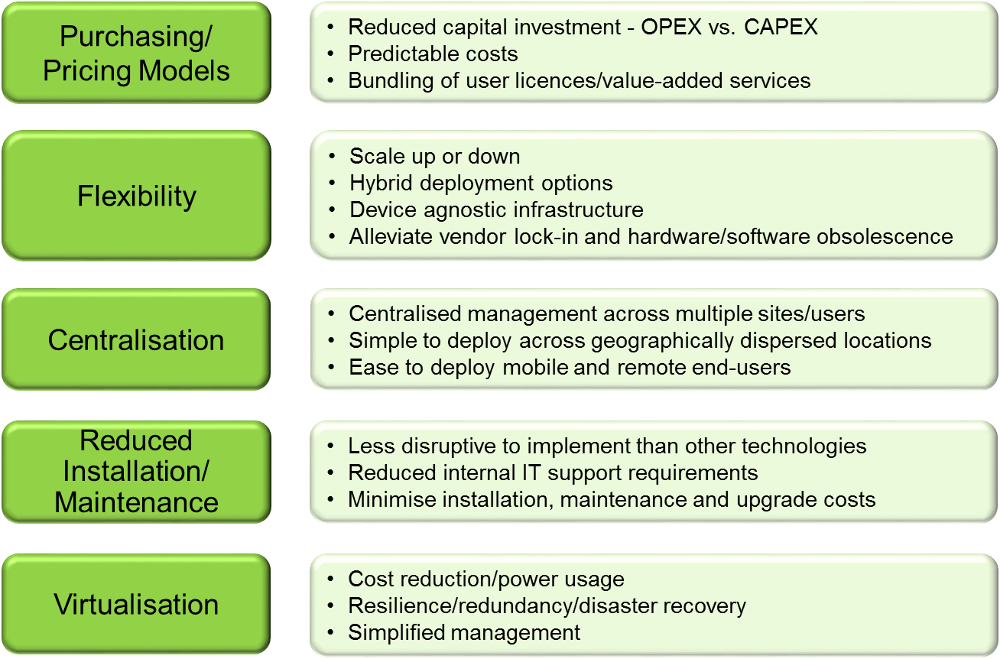 Purchasing/
Pricing Models
• Reduced capital investment - OPEX vs. CAPEX
• Predictable costs
• Bundling of user licences/value-added services
Flexibility
• Scale up or down
• Hybrid deployment options
• Device agnostic infrastructure
• Alleviate vendor lock-in and hardware/software obsolescence
Centralisation
• Centralised management across multiple sites/users
• Simple to deploy across geographically dispersed locations
• Ease to deploy mobile and remote end-users
Reduced
Installation/
Maintenance
• Less disruptive to implement than other technologies
• Reduced internal IT support requirements
• Minimise installation, maintenance and upgrade costs
Virtualisation
• Cost reduction/power usage
• Resilience/redundancy/disaster recovery
• Simplified management